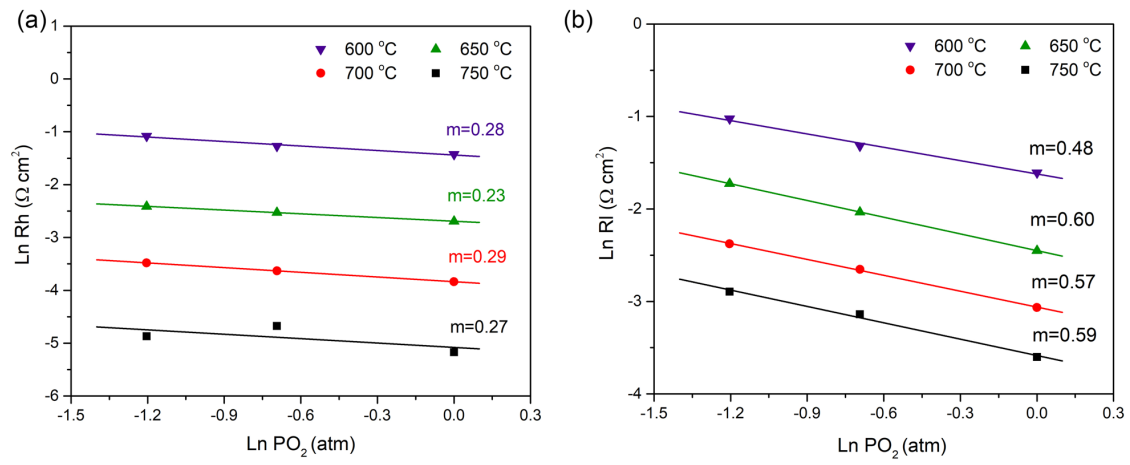 (a)
1
0
-1
-2
-3
-4
-5
-6
Ln Rh (Ω cm²)
600 °C 650 °C
700 °C 750 °C
m=0.28
m=0.23
m=0.29
m=0.27
-1.5 -1.2 -0.9 -0.6 -0.3 0.0 0.3
Ln PO₂ (atm)
(b)
0
-1
-2
-3
-4
Ln Rl (Ω cm²)
600 °C 650 °C
700 °C 750 °C
m=0.48
m=0.60
m=0.57
m=0.59
-1.5 -1.2 -0.9 -0.6 -0.3 0.0 0.3
Ln PO₂ (atm)